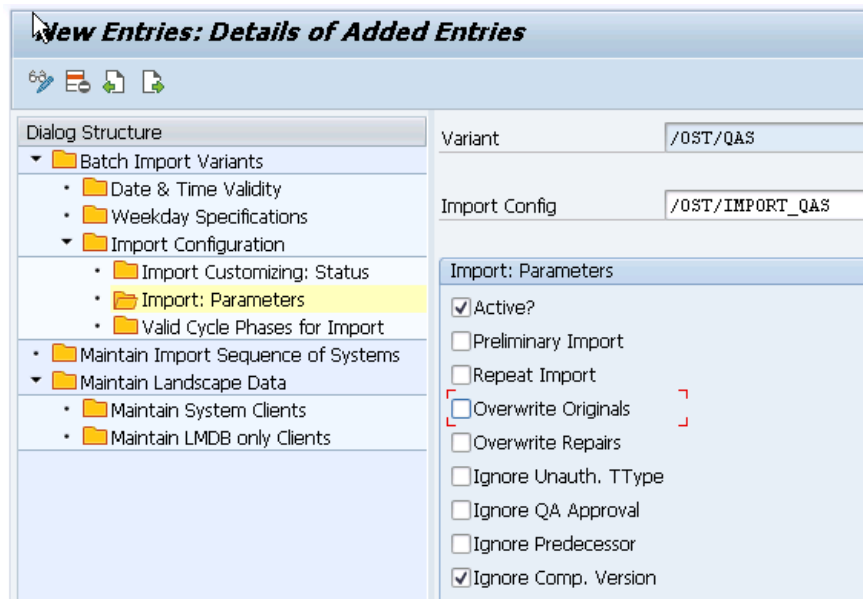 New Entries: Details of Added Entries
Dialog Structure
Batch Import Variants
Date & Time Validity
Weekday Specifications
Import Configuration
Import Customizing: Status
Import: Parameters
Valid Cycle Phases for Import
Maintain Import Sequence of Systems
Maintain Landscape Data
Maintain System Clients
Maintain LMDB only Clients
Variant /OST/QAS
Import Config /OST/IMPORT_QAS
Import: Parameters
Active?
Preliminary Import
Repeat Import
Overwrite Originals
Overwrite Repairs
Ignore Unauth. TType
Ignore QA Approval
Ignore Predecessor
Ignore Comp. Version